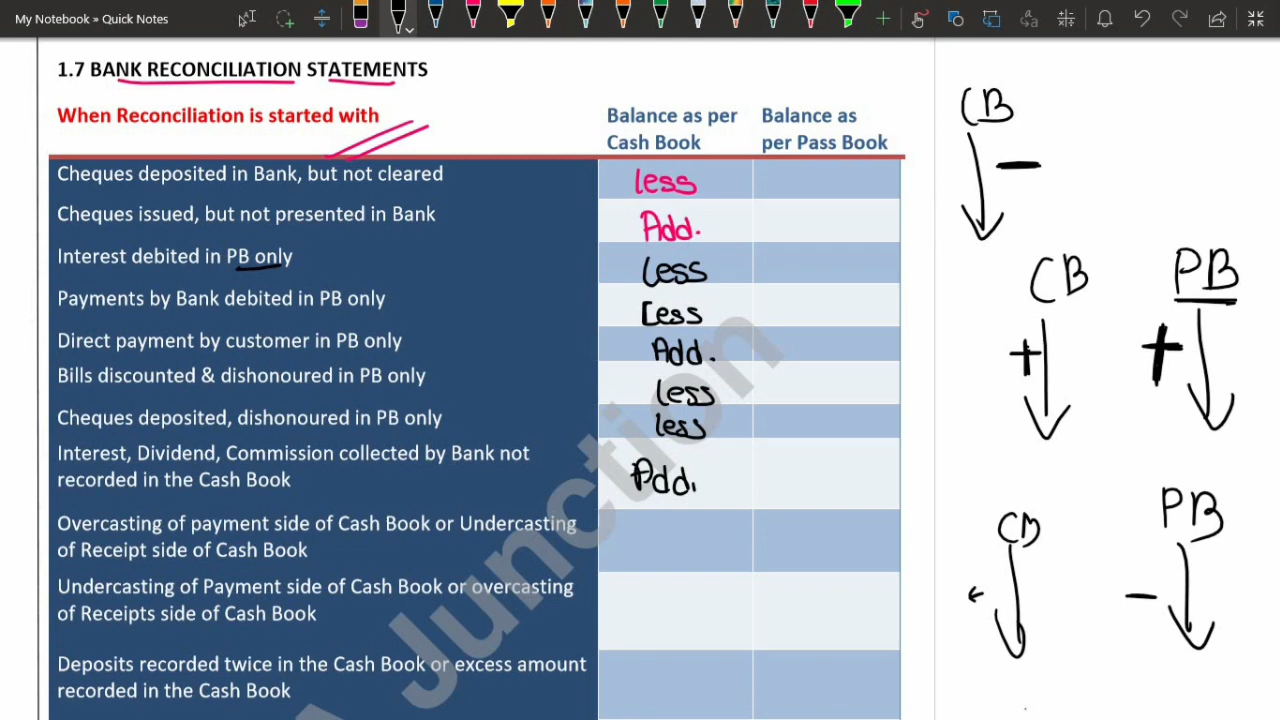 My Notebook » Quick Notes
1.7 BANK RECONCILIATION STATEMENTS
When Reconciliation is started with
Balance as per Cash Book
Balance as per Pass Book
Cheques deposited in Bank, but not cleared
less
Cheques issued, but not presented in Bank
Add.
Interest debited in PB only
less
Payments by Bank debited in PB only
less
Direct payment by customer in PB only
Add.
Bills discounted & dishonoured in PB only
less
Cheques deposited, dishonoured in PB only
less
Interest, Dividend, Commission collected by Bank not
recorded in the Cash Book
Add.
Overcasting of payment side of Cash Book or Undercasting
of Receipt side of Cash Book
Undercasting of Payment side of Cash Book or overcasting
of Receipts side of Cash Book
Deposits recorded twice in the Cash Book or excess amount
recorded in the Cash Book
CB
–
CB
PB
+
+
CB
PB
–
Junction